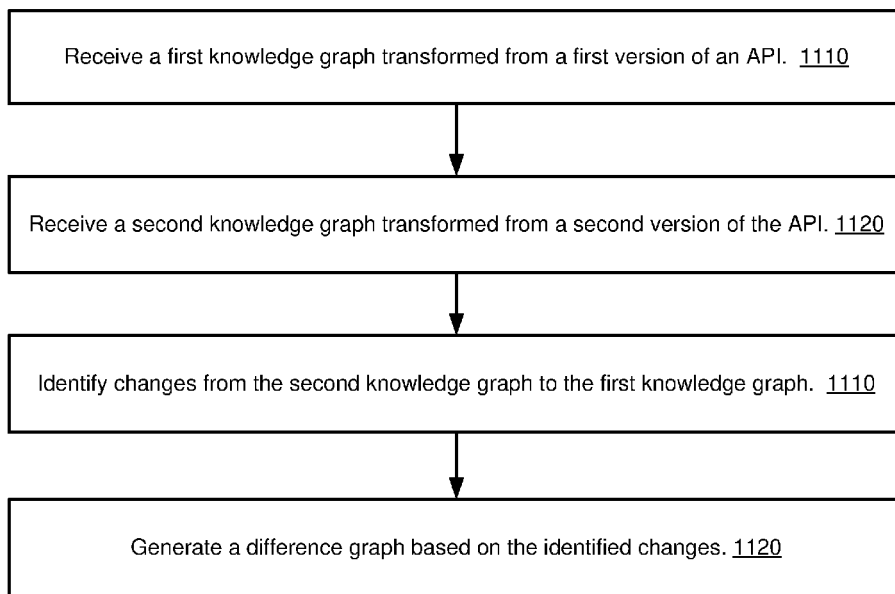 Receive a first knowledge graph transformed from a first version of an API. 1110
Receive a second knowledge graph transformed from a second version of the API. 1120
Identify changes from the second knowledge graph to the first knowledge graph. 1110
Generate a difference graph based on the identified changes. 1120